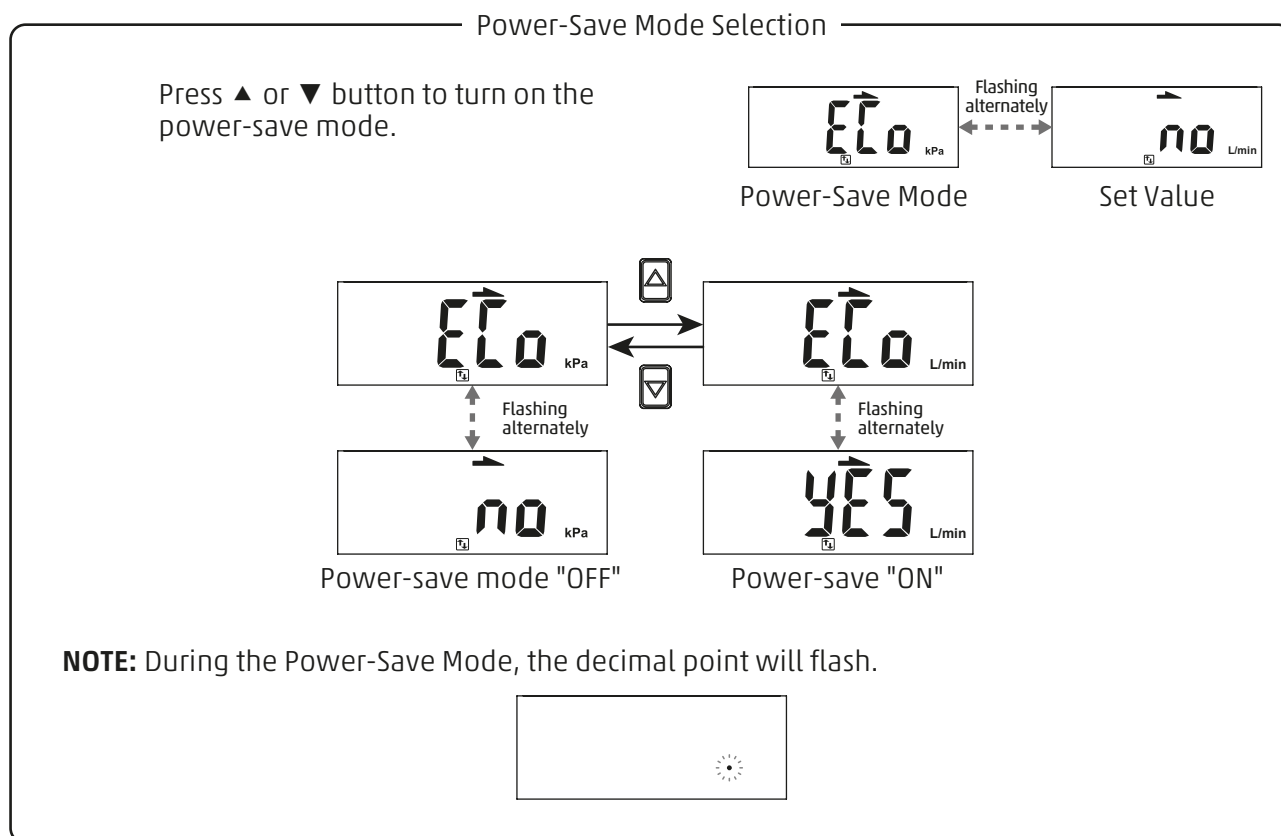 Power-Save Mode Selection
Press ▲ or ▼ button to turn on the
power-save mode.
Flashing
alternately
ECo kPa
no L/min
Power-Save Mode
Set Value
ECo kPa
ECo L/min
Flashing
alternately
Flashing
alternately
no kPa
YES L/min
Power-save mode "OFF"
Power-save "ON"
NOTE: During the Power-Save Mode, the decimal point will flash.